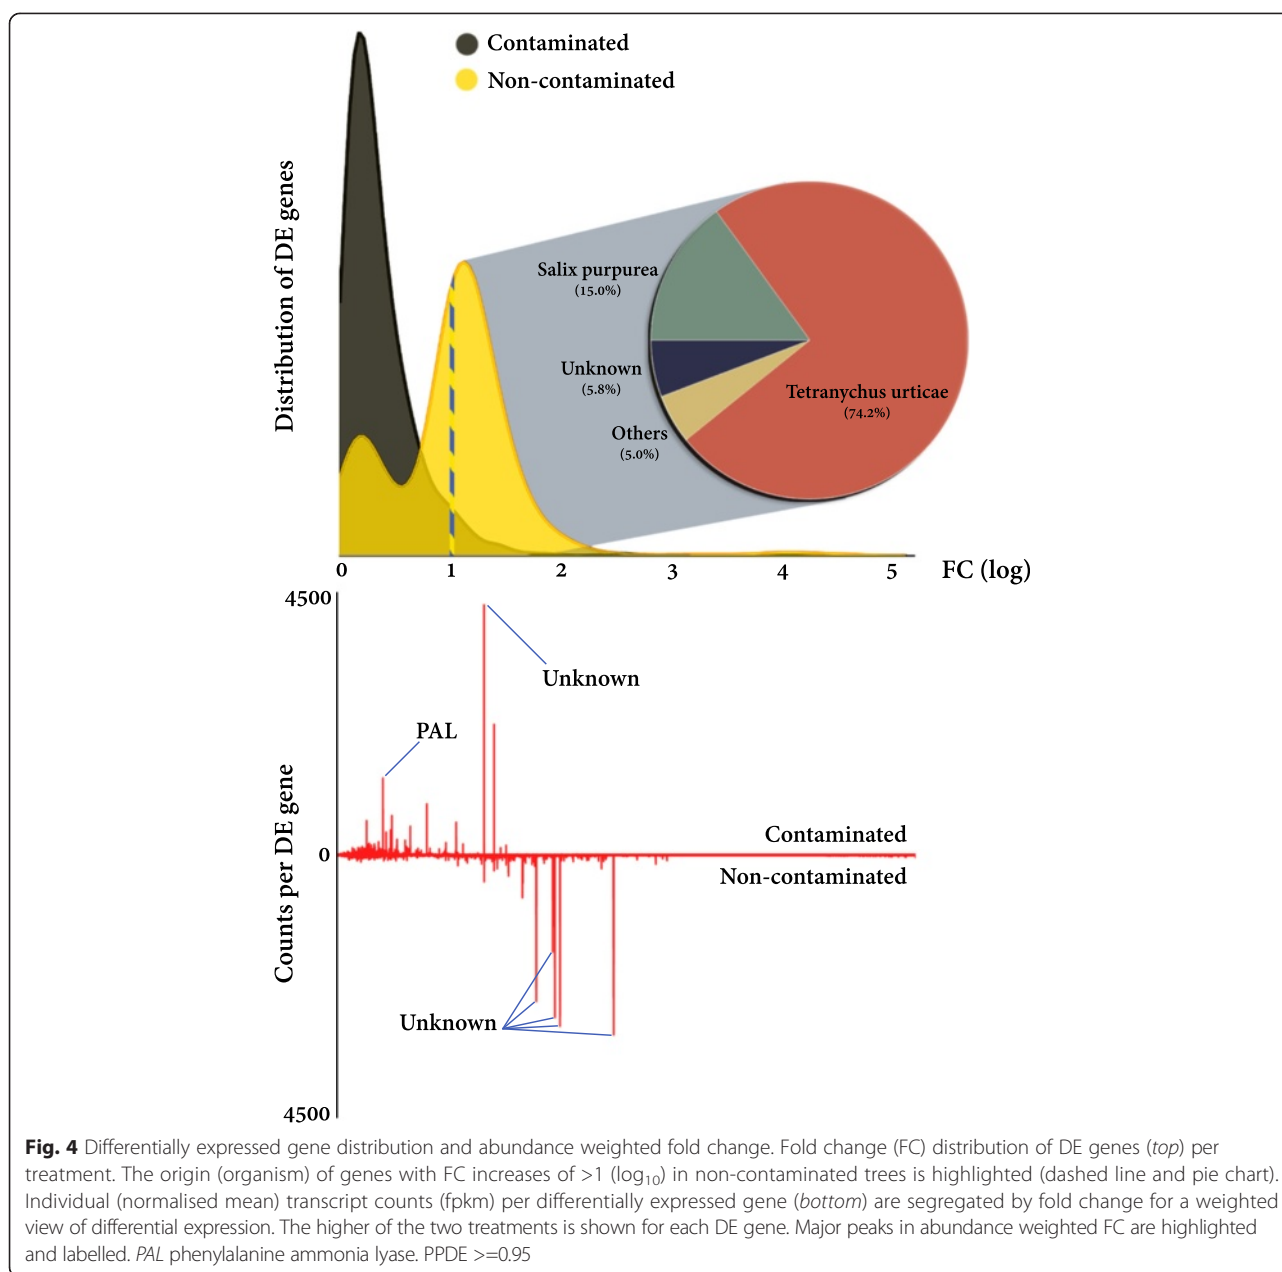 Contaminated
Non-contaminated
Distribution of DE genes
Salix purpurea
(15.0%)
Unknown
(5.8%)
Others
(5.0%)
Tetranychus urticae
(74.2%)
0 1 2 3 4 5 FC (log)
4500
Unknown
PAL
Counts per DE gene
Contaminated
0
Non-contaminated
Unknown
4500
Fig. 4 Differentially expressed gene distribution and abundance weighted fold change. Fold change (FC) distribution of DE genes (top) per
treatment. The origin (organism) of genes with FC increases of >1 (log10) in non-contaminated trees is highlighted (dashed line and pie chart).
Individual (normalised mean) transcript counts (fpkm) per differentially expressed gene (bottom) are segregated by fold change for a weighted
view of differential expression. The higher of the two treatments is shown for each DE gene. Major peaks in abundance weighted FC are highlighted
and labelled. PAL phenylalanine ammonia lyase. PPDE >=0.95